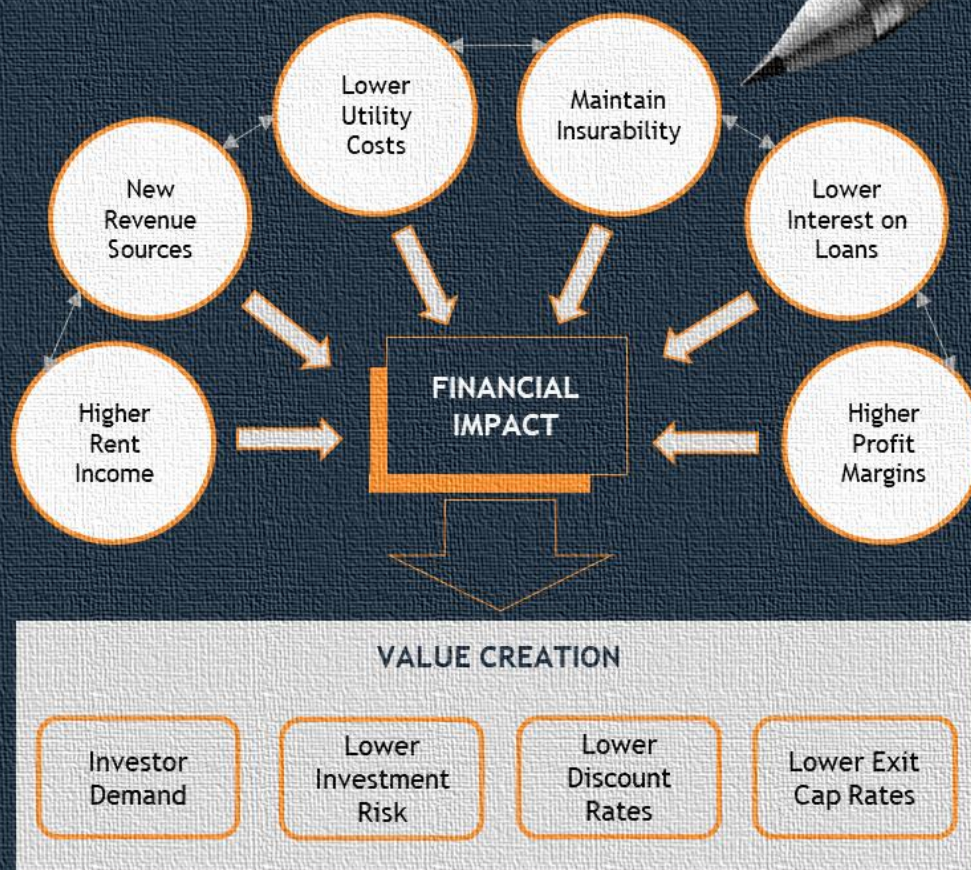 Lower
Utility
Costs
Maintain
Insurability
New
Revenue
Sources
Lower
Interest on
Loans
Higher
Rent
Income
FINANCIAL
IMPACT
Higher
Profit
Margins
VALUE CREATION
Investor
Demand
Lower
Investment
Risk
Lower
Discount
Rates
Lower Exit
Cap Rates